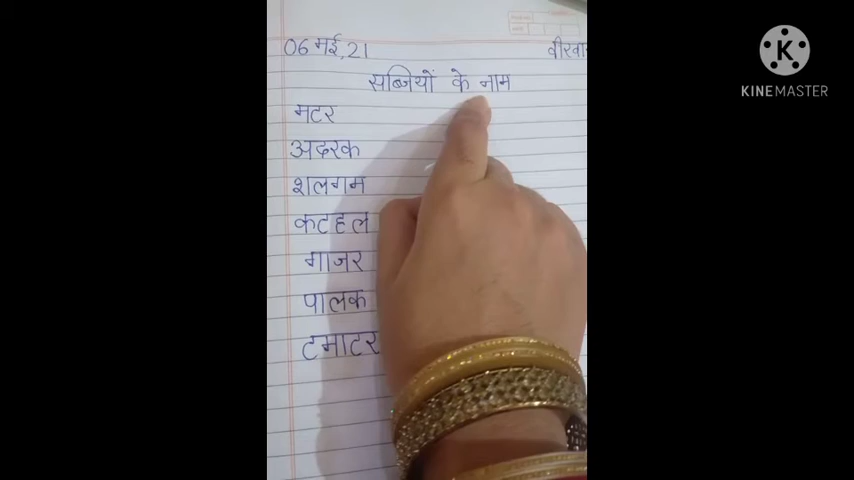 06 मई,21 वीरवा
सब्जियों के नाम
मटर
अदरक
शलगम
कटहल
गाजर
पालक
टमाटर
KINEMASTER